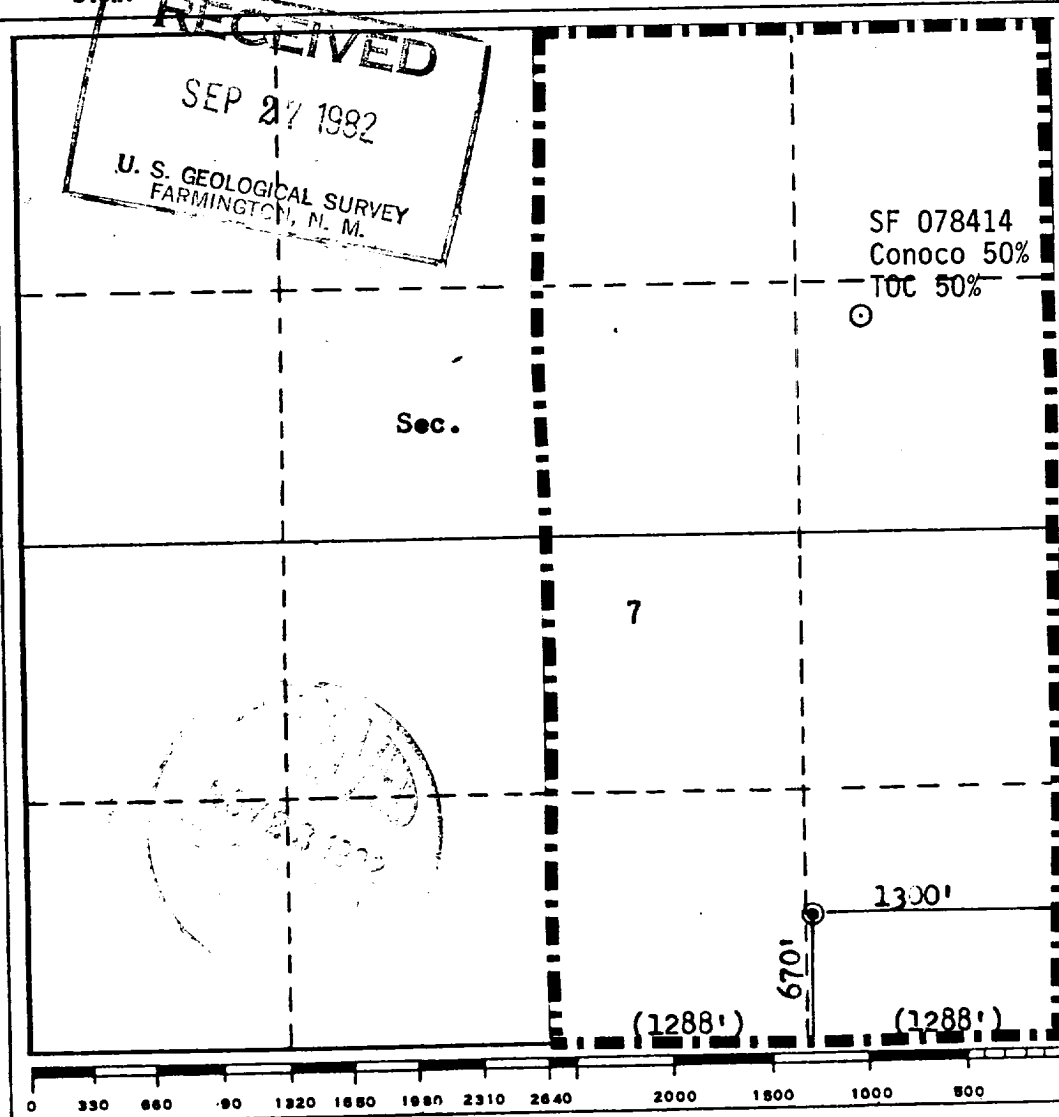 RECEIVED
SEP 27 1982
U. S. GEOLOGICAL SURVEY
FARMINGTON, N. M.
SF 078414
Conoco 50%
TOC 50%
Sec.
7
1300'
670'
(1288') (1288')
0 330 660 90 1320 1650 1980 2310 2640 2000 1500 1000 500